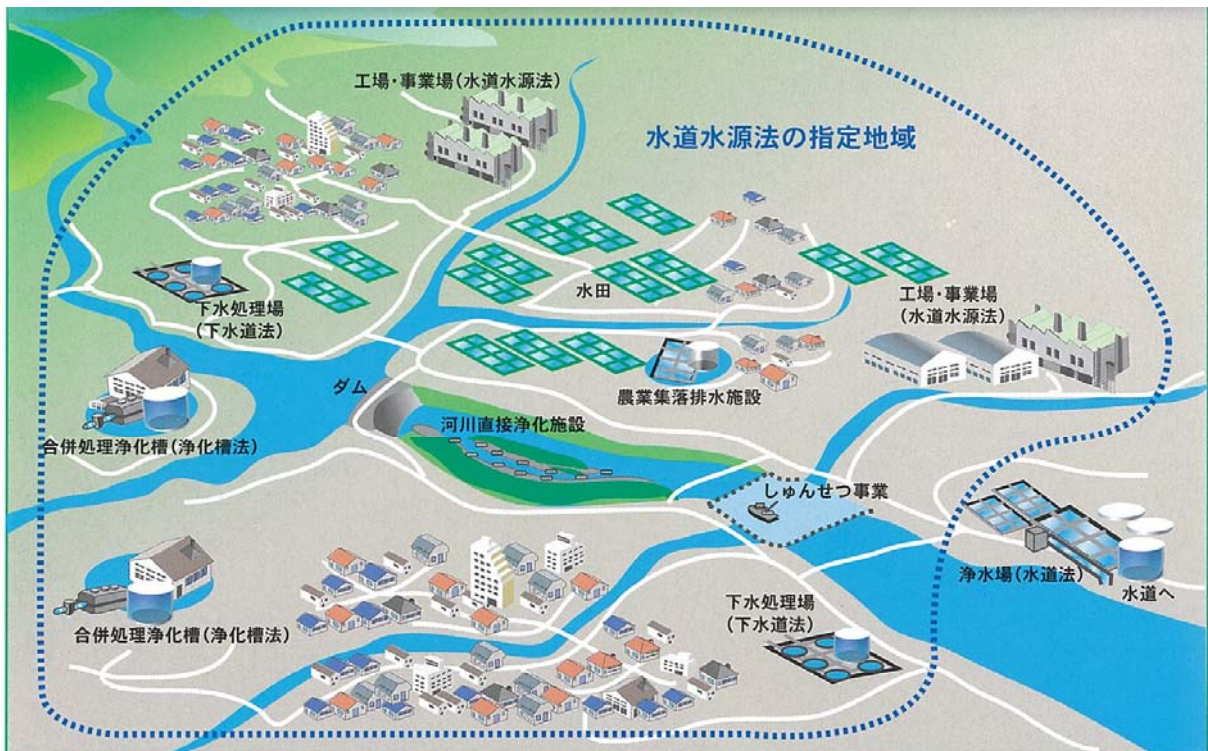 工場・事業場(水道水源法)
水道水源法の指定地域
下水処理場
(下水道法)
水田
工場・事業場
(水道水源法)
合併処理浄化槽(浄化槽法)
ダム
農業集落排水施設
河川直接浄化施設
しゅんせつ事業
浄水場(水道法)
水道へ
合併処理浄化槽(浄化槽法)
下水処理場
(下水道法)